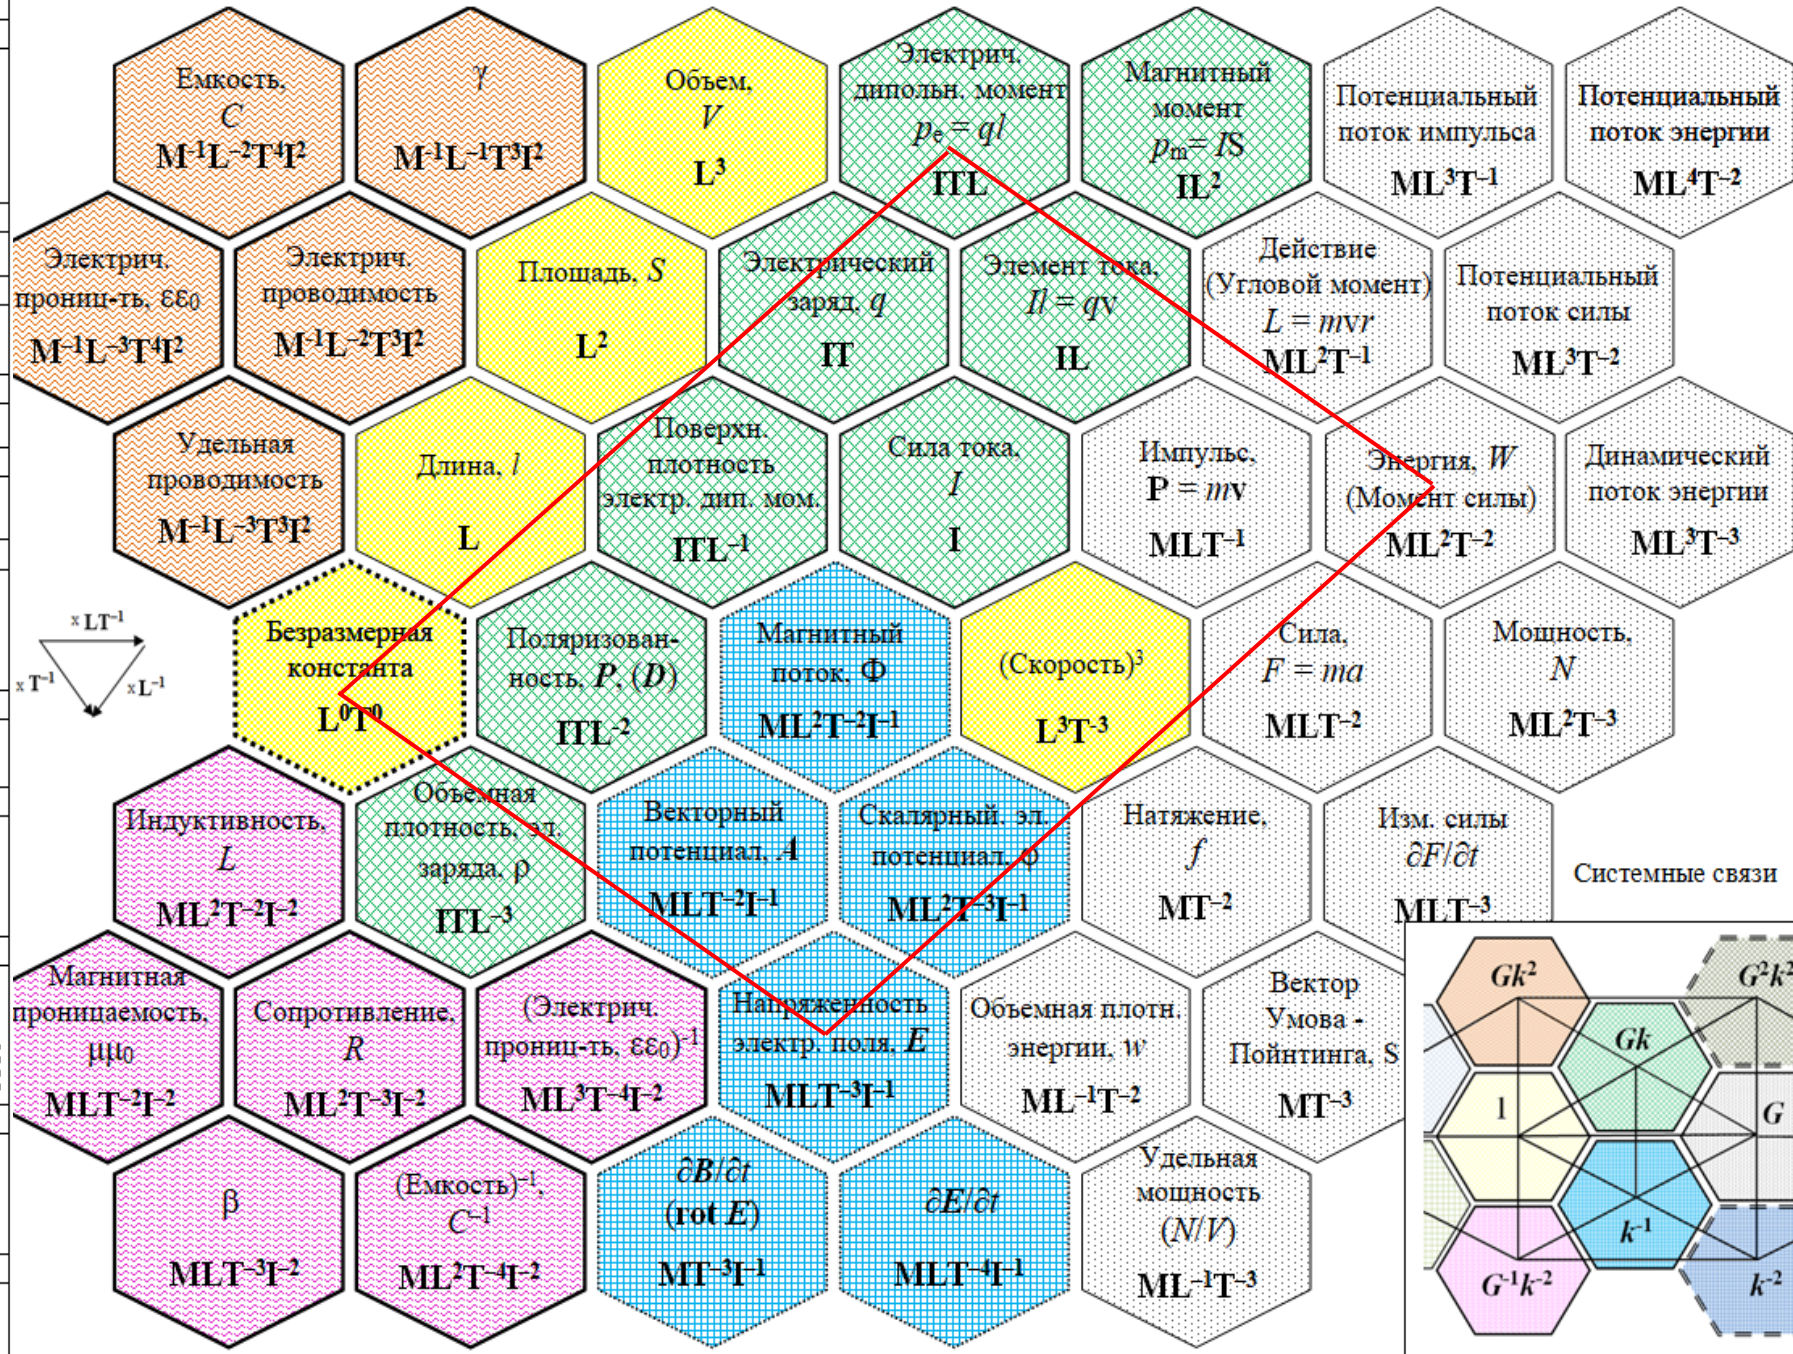 Емкость,
C
M⁻¹L⁻²T⁴I²
γ
M⁻¹L⁻¹T³I²
Объем,
V
L³
Электрич.
дипольн. момент
pₑ = ql
ITL
Магнитный
момент
pₘ= IS
IL²
Потенциальный
поток импульса
ML³T⁻¹
Потенциальный
поток энергии
ML⁴T⁻²
Электрич.
прониц-ть, εε₀
M⁻¹L⁻³T⁴I²
Электрич.
проводимость
M⁻¹L⁻²T³I²
Площадь, S
L²
Электрический
заряд, q
IT
Элемент тока,
Il = qv
IL
Действие
(Угловой момент)
L = mvr
ML²T⁻¹
Потенциальный
поток силы
ML³T⁻²
Удельная
проводимость
M⁻¹L⁻³T³I²
Длина, l
L
Поверхн.
плотность
электр. дип. мом.
ITL⁻¹
Сила тока,
I
I
Импульс,
P = mv
MLT⁻¹
Энергия, W
(Момент силы)
ML²T⁻²
Динамический
поток энергии
ML³T⁻³
x LT⁻¹
x T⁻¹
x L⁻¹
Безразмерная
константа
L⁰T⁰
Поляризован-
ность, P, (D)
ITL⁻²
Магнитный
поток, Φ
ML²T⁻²I⁻¹
(Скорость)³
L³T⁻³
Сила,
F = ma
MLT⁻²
Мощность,
N
ML²T⁻³
Индуктивность,
L
ML²T⁻²I⁻²
Объемная
плотность, эл.
заряда, ρ
ITL⁻³
Векторный
потенциал, A
MLT⁻²I⁻¹
Скалярный. эл.
потенциал, φ
ML²T⁻³I⁻¹
Натяжение,
f
MT⁻²
Изм. силы
∂F/∂t
MLT⁻³
Системные связи
Магнитная
проницаемость,
μμ₀
MLT⁻²I⁻²
Сопротивление,
R
ML²T⁻³I⁻²
(Электрич.
прониц-ть, εε₀)⁻¹
ML³T⁻⁴I⁻²
Напряженность
электр. поля, E
MLT⁻³I⁻¹
Объемная плотн.
энергии, w
ML⁻¹T⁻²
Вектор
Умова -
Пойнтинга, S
MT⁻³
β
MLT⁻³I⁻²
(Емкость)⁻¹,
C⁻¹
ML²T⁻⁴I⁻²
∂B/∂t
(rot E)
MT⁻³I⁻¹
∂E/∂t
MLT⁻⁴I⁻¹
Удельная
мощность
(N/V)
ML⁻¹T⁻³
Gk²
G²k²
Gk
1
G
k⁻¹
G⁻¹k⁻²
k⁻²